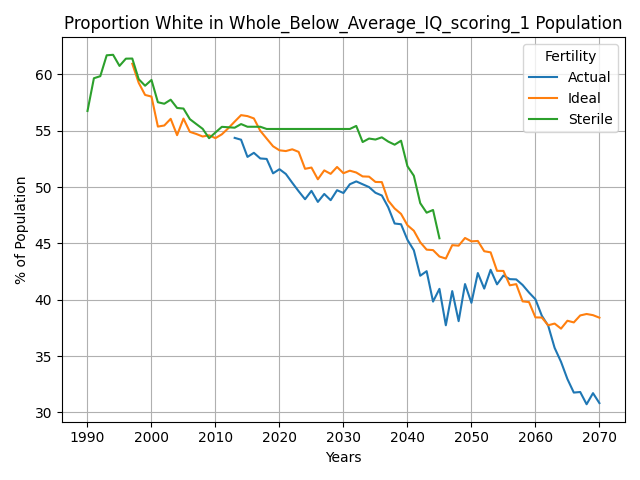 Proportion White in Whole_Below_Average_IQ_scoring_1 Population
Fertility
Actual
Ideal
Sterile
% of Population
60
55
50
45
40
35
30
1990 2000 2010 2020 2030 2040 2050 2060 2070
Years